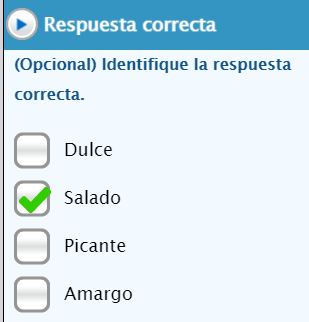 Respuesta correcta
(Opcional) Identifique la respuesta
correcta.
Dulce
Salado
Picante
Amargo